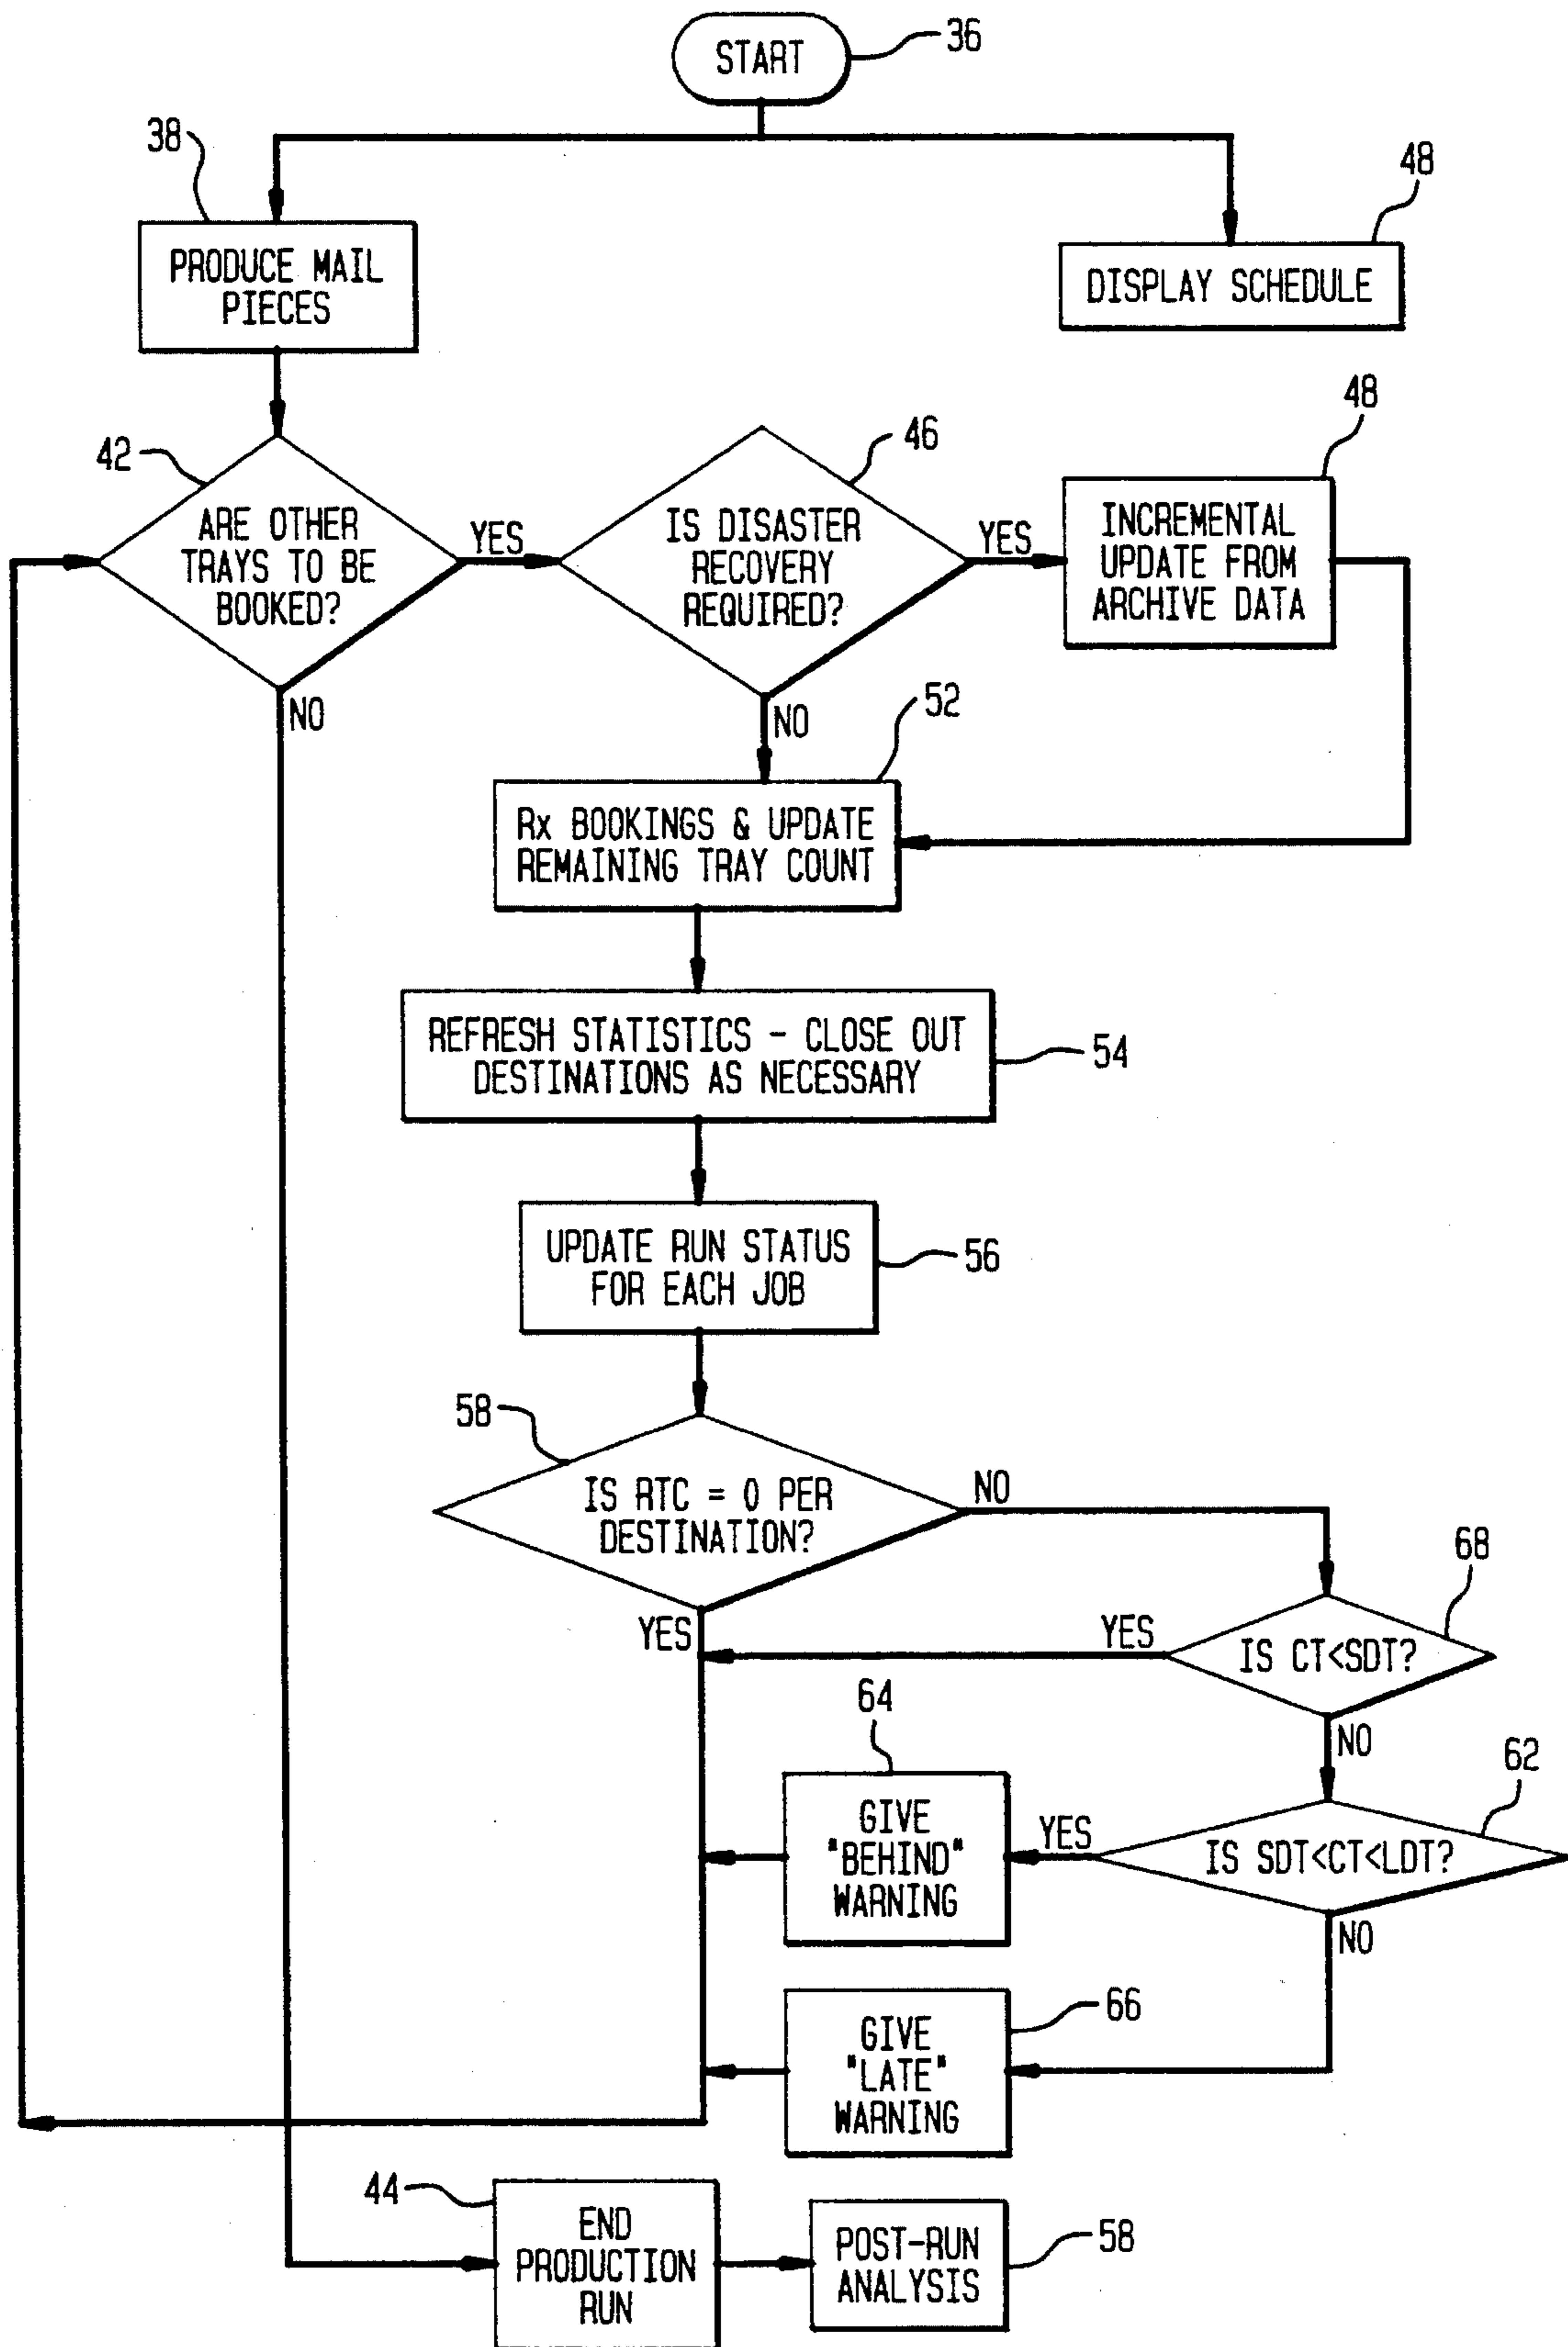 START
36
38
48
PRODUCE MAIL
PIECES
DISPLAY SCHEDULE
42
46
48
ARE OTHER
TRAYS TO BE
BOOKED?
YES
IS DISASTER
RECOVERY
REQUIRED?
YES
INCREMENTAL
UPDATE FROM
ARCHIVE DATA
NO
NO
52
Rx BOOKINGS & UPDATE
REMAINING TRAY COUNT
REFRESH STATISTICS - CLOSE OUT
DESTINATIONS AS NECESSARY
54
UPDATE RUN STATUS
FOR EACH JOB
56
58
IS RTC = 0 PER
DESTINATION?
NO
YES
68
IS CT<SDT?
YES
NO
64
62
GIVE
"BEHIND"
WARNING
YES
IS SDT<CT<LDT?
NO
66
GIVE
"LATE"
WARNING
44
END
PRODUCTION
RUN
POST-RUN
ANALYSIS
58